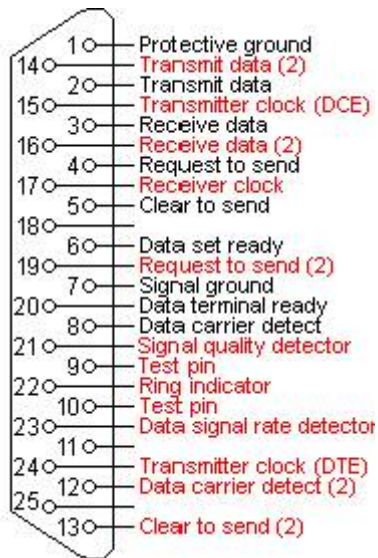 1 Protective ground
14 Transmit data (2)
2 Transmit data
15 Transmitter clock (DCE)
3 Receive data
16 Receive data (2)
4 Request to send
17 Receiver clock
5 Clear to send
18
6 Data set ready
19 Request to send (2)
7 Signal ground
20 Data terminal ready
8 Data carrier detect
21 Signal quality detector
9 Test pin
22 Ring indicator
10 Test pin
23 Data signal rate detector
11
24 Transmitter clock (DTE)
12 Data carrier detect (2)
25
13 Clear to send (2)